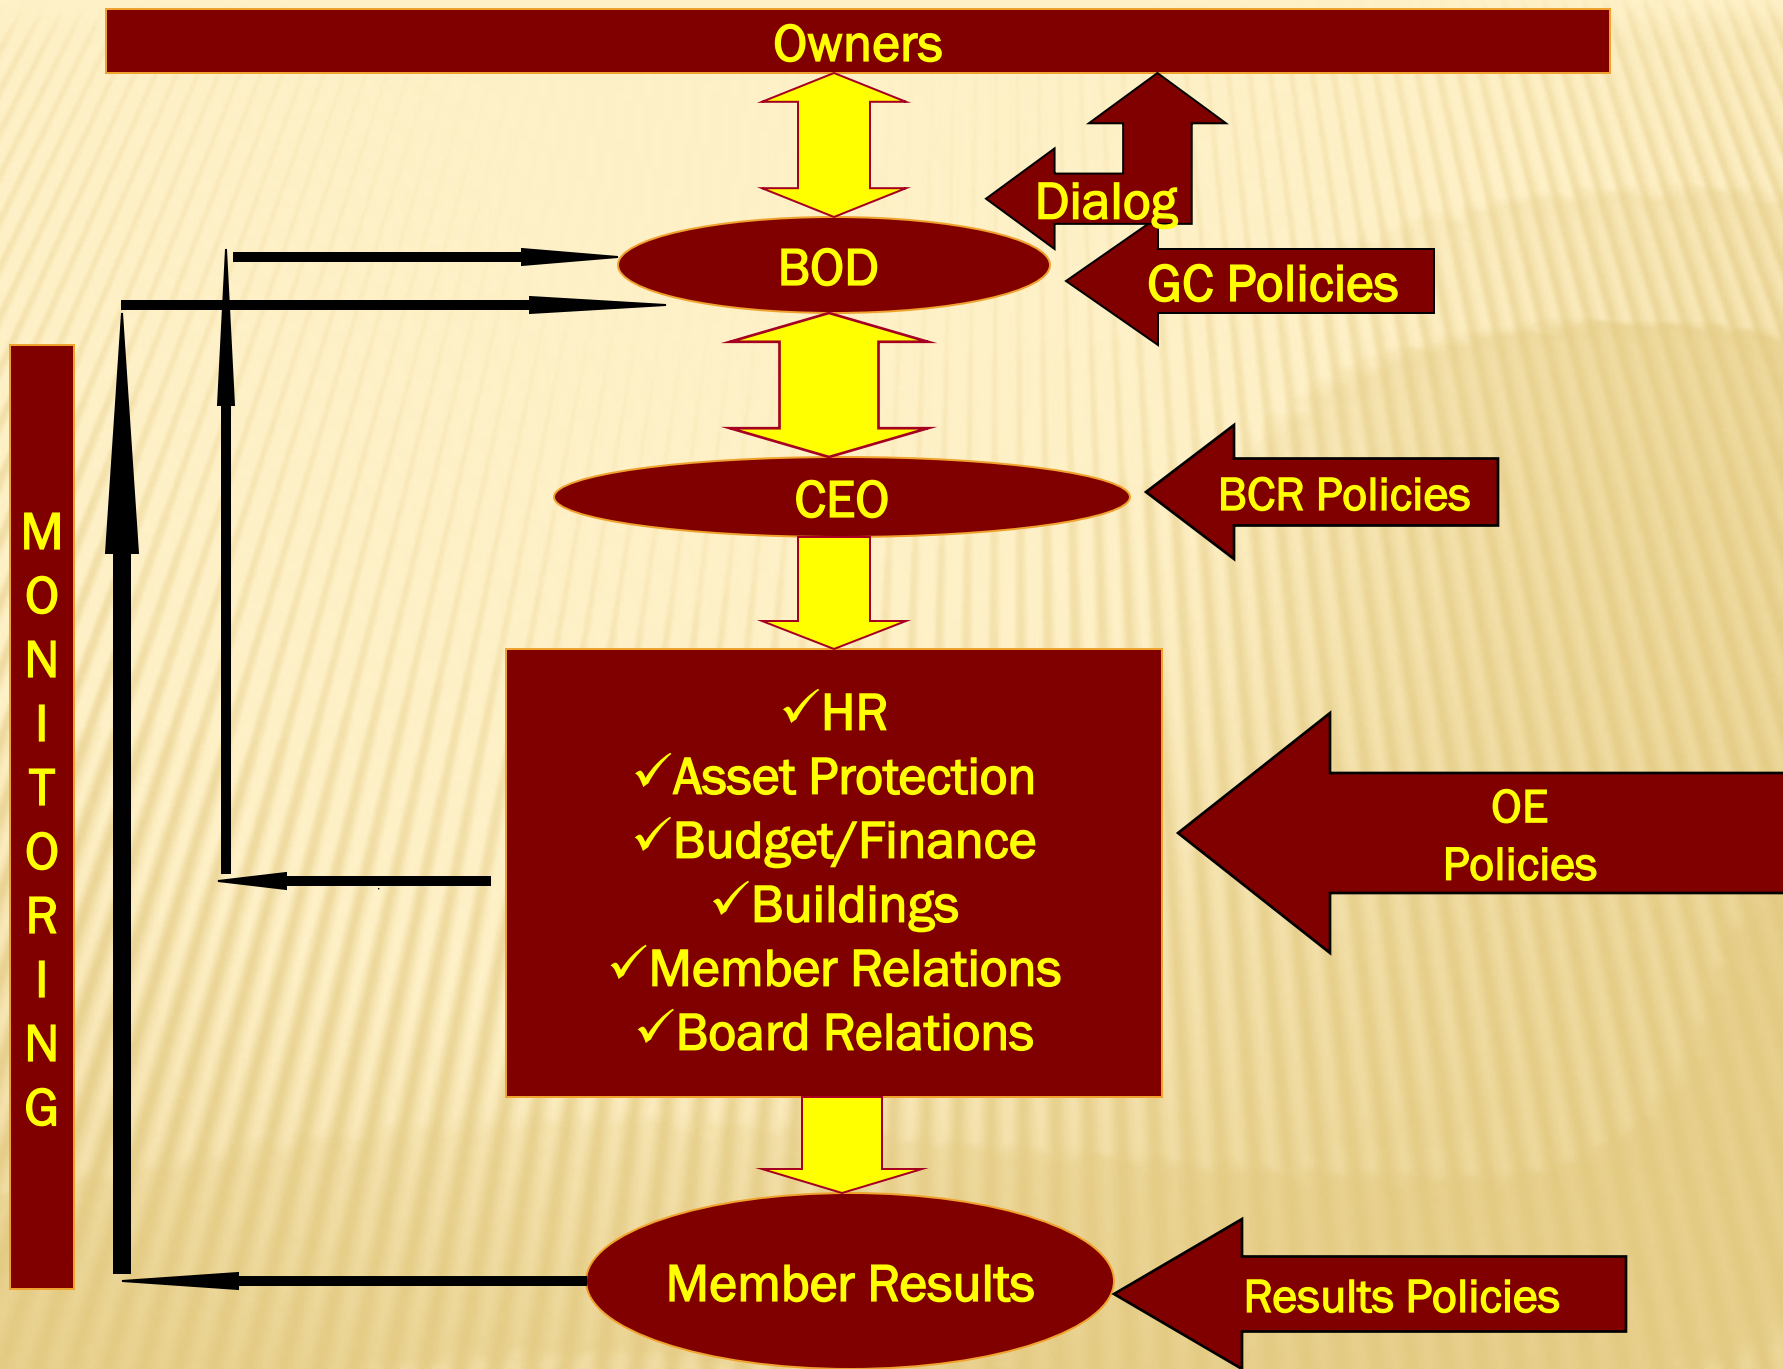 Owners
Dialog
BOD
GC Policies
CEO
BCR Policies
M
O
N
I
T
O
R
I
N
G
✓HR
✓Asset Protection
✓Budget/Finance
✓Buildings
✓Member Relations
✓Board Relations
OE
Policies
Member Results
Results Policies